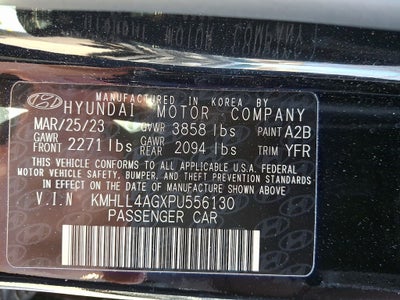 MANUFACTURED IN KOREA BY
HYUNDAI MOTOR COMPANY
MAR/25/23 GVWR 3858 lbs PAINT A2B
GAWR FRONT 2271 lbs GAWR REAR 2094 lbs TRIM YFR
THIS VEHICLE CONFORMS TO ALL APPLICABLE U.S.A FEDERAL
MOTOR VEHICLE SAFETY, BUMPER, AND THEFT PREVENTION STANDARDS
IN EFFECT ON THE DATE OF MANUFACTURE SHOWN ABOVE.
V.I.N KMHLL4AGXPU556130
PASSENGER CAR